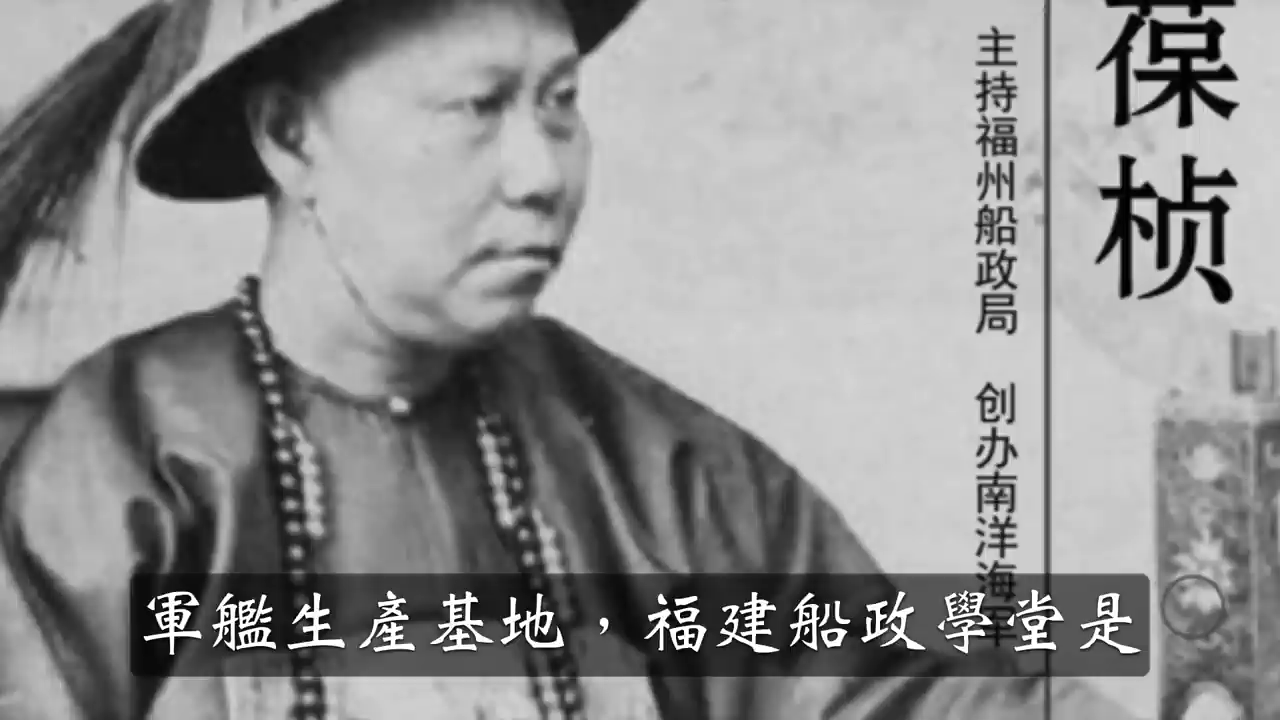 葆桢
主持福州船政局 创办南洋海军
軍艦生產基地，福建船政學堂是